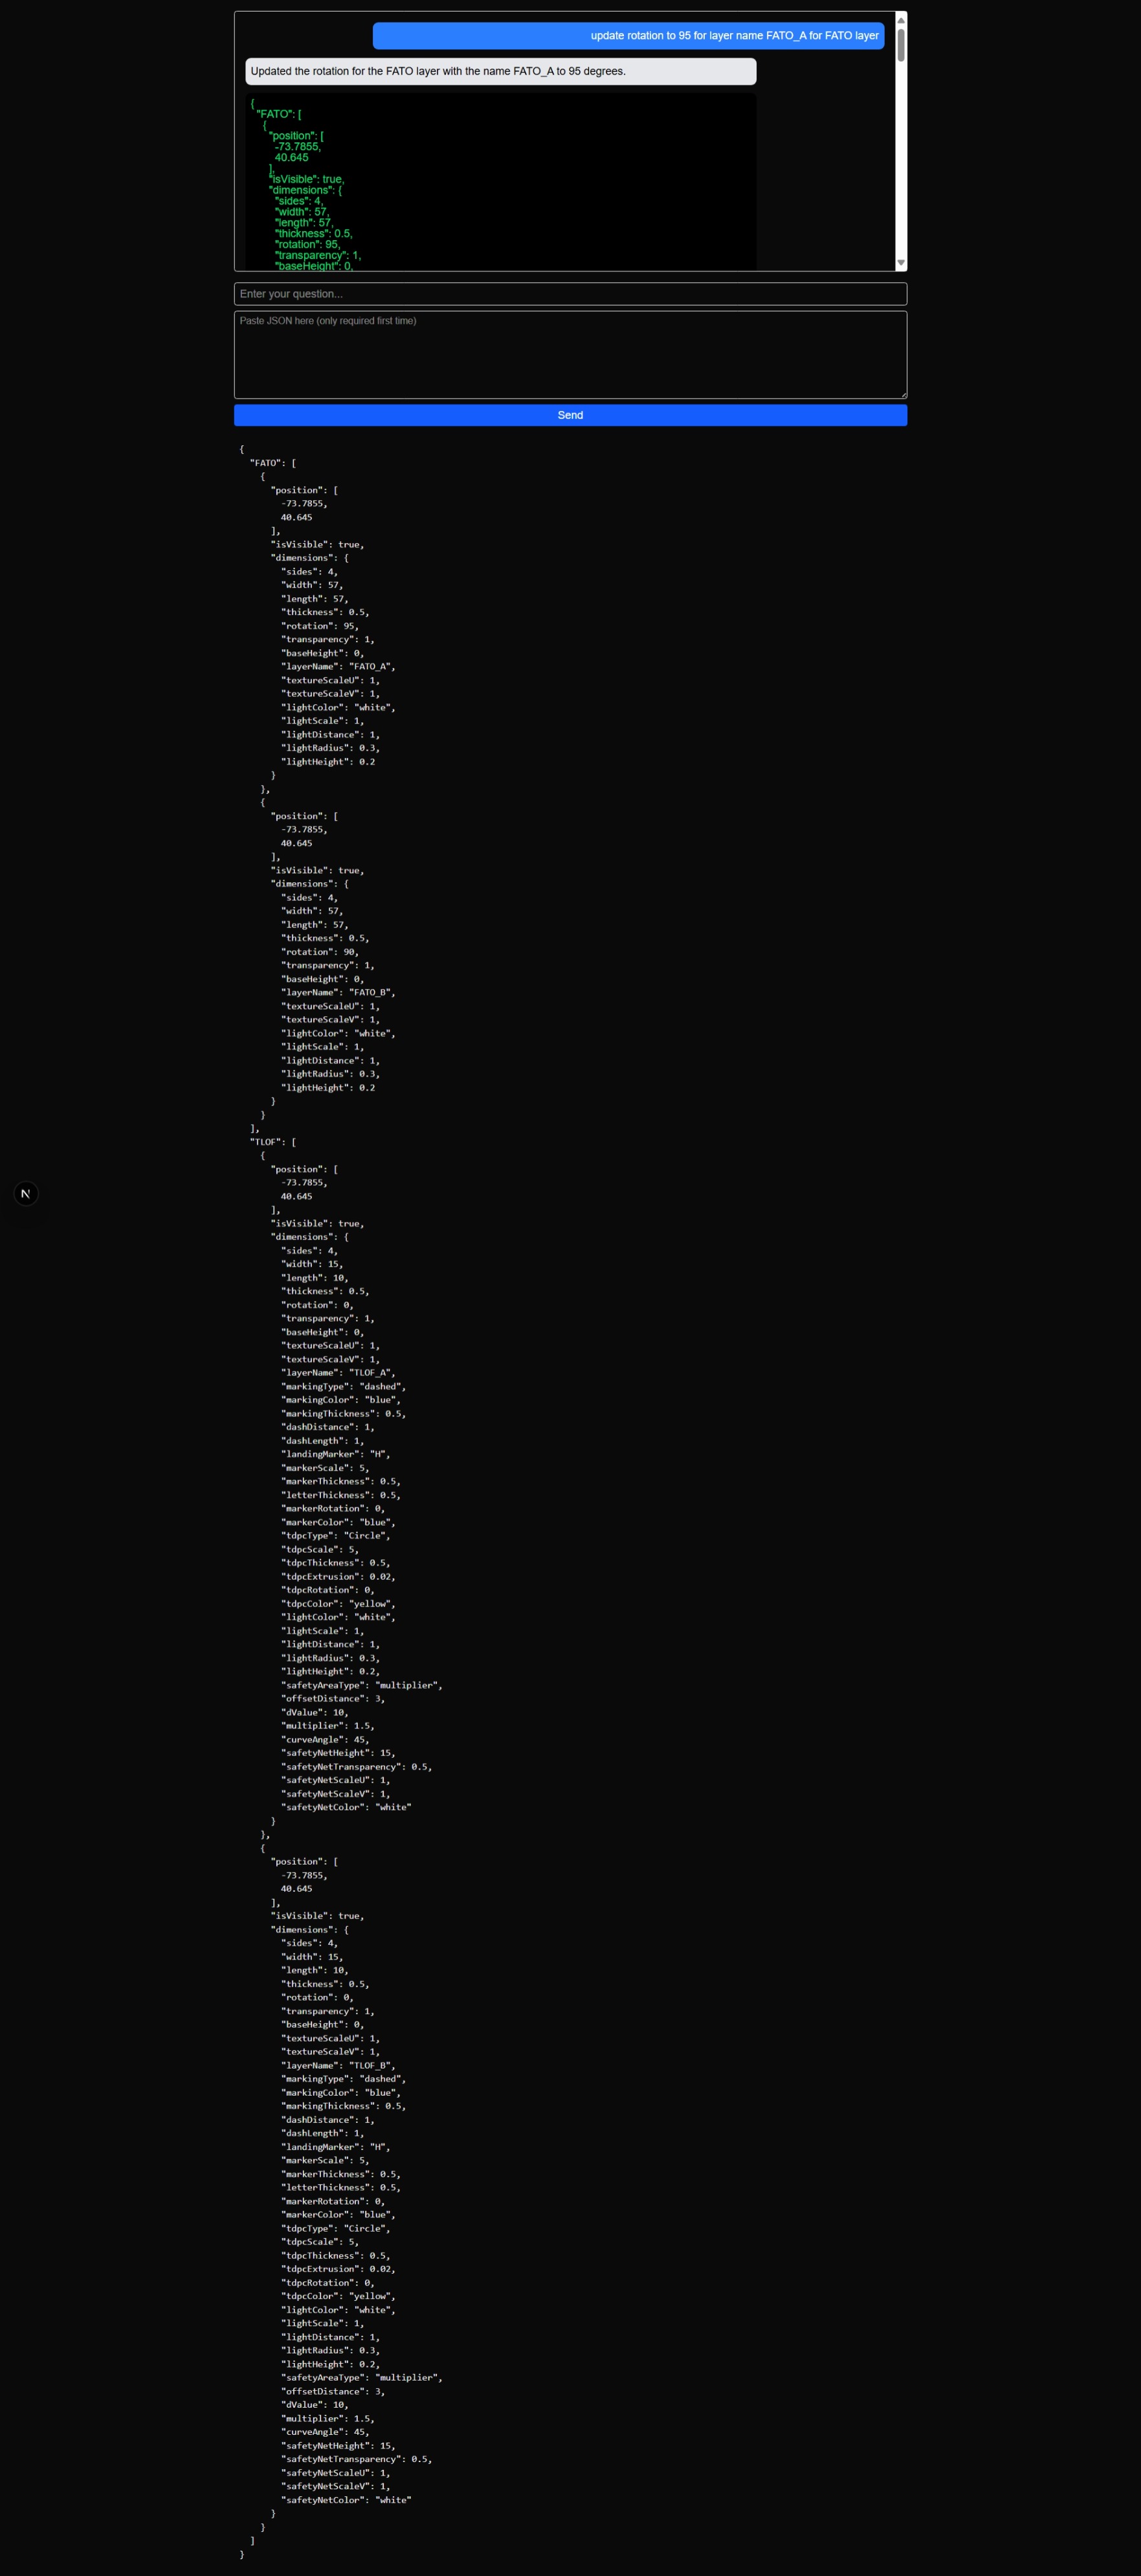 update rotation to 95 for layer name FATO_A for FATO layer
Updated the rotation for the FATO layer with the name FATO_A to 95 degrees.
{
"FATO": [
{
"position": [
-73.7855,
40.645
],
"isVisible": true,
"dimensions": {
"sides": 4,
"width": 57,
"length": 57,
"thickness": 0.5,
"rotation": 95,
"transparency": 1,
"baseHeight": 0,
Enter your question...
Paste JSON here (only required first time)
Send
{
"FATO": [
{
"position": [
-73.7855,
40.645
],
"isVisible": true,
"dimensions": {
"sides": 4,
"width": 57,
"length": 57,
"thickness": 0.5,
"rotation": 95,
"transparency": 1,
"baseHeight": 0,
"layerName": "FATO_A",
"textureScaleU": 1,
"textureScaleV": 1,
"lightColor": "white",
"lightScale": 1,
"lightDistance": 1,
"lightRadius": 0.3,
"lightHeight": 0.2
}
},
{
"position": [
-73.7855,
40.645
],
"isVisible": true,
"dimensions": {
"sides": 4,
"width": 57,
"length": 57,
"thickness": 0.5,
"rotation": 90,
"transparency": 1,
"baseHeight": 0,
"layerName": "FATO_B",
"textureScaleU": 1,
"textureScaleV": 1,
"lightColor": "white",
"lightScale": 1,
"lightDistance": 1,
"lightRadius": 0.3,
"lightHeight": 0.2
}
}
],
"TLOF": [
{
"position": [
-73.7855,
40.645
],
"isVisible": true,
"dimensions": {
"sides": 4,
"width": 15,
"length": 10,
"thickness": 0.5,
"rotation": 0,
"transparency": 1,
"baseHeight": 0,
"textureScaleU": 1,
"textureScaleV": 1,
"layerName": "TLOF_A",
"markingType": "dashed",
"markingColor": "blue",
"markingThickness": 0.5,
"dashDistance": 1,
"dashLength": 1,
"landingMarker": "H",
"markerScale": 5,
"markerThickness": 0.5,
"letterThickness": 0.5,
"markerRotation": 0,
"markerColor": "blue",
"tdpcType": "Circle",
"tdpcScale": 5,
"tdpcThickness": 0.5,
"tdpcExtrusion": 0.02,
"tdpcRotation": 0,
"tdpcColor": "yellow",
"lightColor": "white",
"lightScale": 1,
"lightDistance": 1,
"lightRadius": 0.3,
"lightHeight": 0.2,
"safetyAreaType": "multiplier",
"offsetDistance": 3,
"dValue": 10,
"multiplier": 1.5,
"curveAngle": 45,
"safetyNetHeight": 15,
"safetyNetTransparency": 0.5,
"safetyNetScaleU": 1,
"safetyNetScaleV": 1,
"safetyNetColor": "white"
}
},
{
"position": [
-73.7855,
40.645
],
"isVisible": true,
"dimensions": {
"sides": 4,
"width": 15,
"length": 10,
"thickness": 0.5,
"rotation": 0,
"transparency": 1,
"baseHeight": 0,
"textureScaleU": 1,
"textureScaleV": 1,
"layerName": "TLOF_B",
"markingType": "dashed",
"markingColor": "blue",
"markingThickness": 0.5,
"dashDistance": 1,
"dashLength": 1,
"landingMarker": "H",
"markerScale": 5,
"markerThickness": 0.5,
"letterThickness": 0.5,
"markerRotation": 0,
"markerColor": "blue",
"tdpcType": "Circle",
"tdpcScale": 5,
"tdpcThickness": 0.5,
"tdpcExtrusion": 0.02,
"tdpcRotation": 0,
"tdpcColor": "yellow",
"lightColor": "white",
"lightScale": 1,
"lightDistance": 1,
"lightRadius": 0.3,
"lightHeight": 0.2,
"safetyAreaType": "multiplier",
"offsetDistance": 3,
"dValue": 10,
"multiplier": 1.5,
"curveAngle": 45,
"safetyNetHeight": 15,
"safetyNetTransparency": 0.5,
"safetyNetScaleU": 1,
"safetyNetScaleV": 1,
"safetyNetColor": "white"
}
}
]
}
N